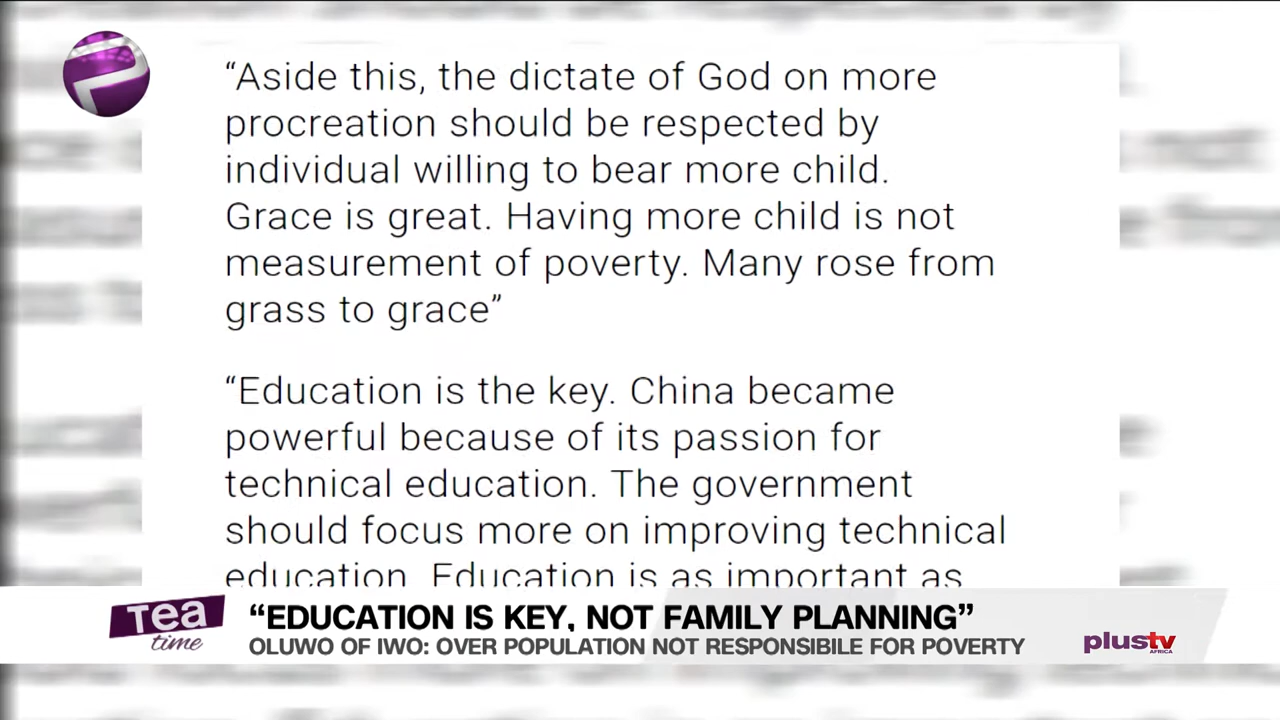 “Aside this, the dictate of God on more
procreation should be respected by
individual willing to bear more child.
Grace is great. Having more child is not
measurement of poverty. Many rose from
grass to grace”
“Education is the key. China became
powerful because of its passion for
technical education. The government
should focus more on improving technical
education. Education is as important as
Tea
time
“EDUCATION IS KEY, NOT FAMILY PLANNING”
OLUWO OF IWO: OVER POPULATION NOT RESPONSIBILE FOR POVERTY
plustv
AFRICA